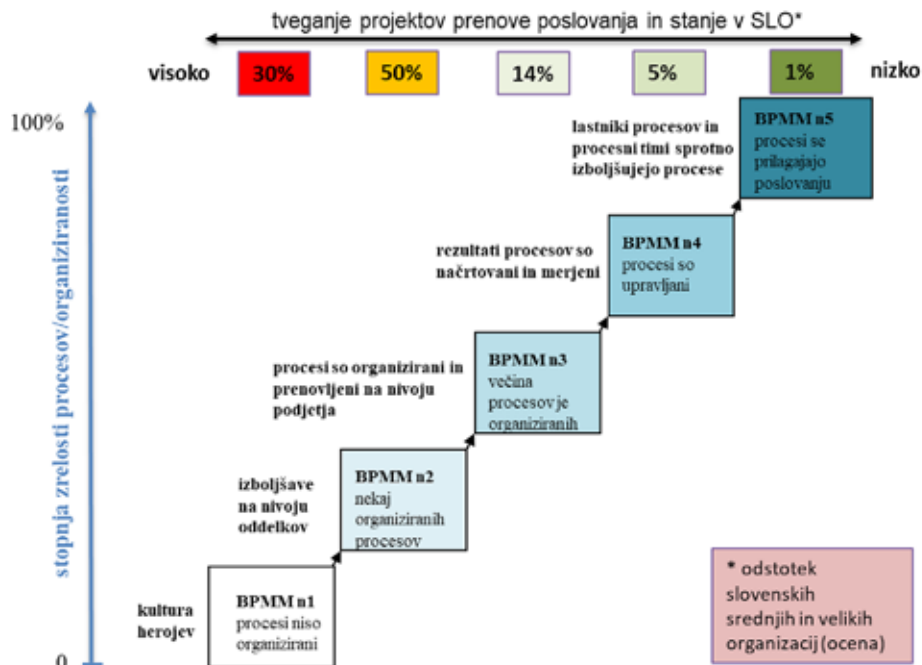 tveganje projektov prenove poslovanja in stanje v SLO*
visoko
30%
50%
14%
5%
1%
nizko
100%
stopnja zrelosti procesov/organiziranosti
0
lastniki procesov in
procesni timi sprotno
izboljšujejo procese
BPMM n5
procesi se
prilagajajo
poslovanju
rezultati procesov so
načrtovani in merjeni
BPMM n4
procesi so
upravljani
procesi so organizirani in
prenovljeni na nivoju
podjetja
BPMM n3
večina
procesov je
organiziranih
izboljšave
na nivoju
oddelkov
BPMM n2
nekaj
organiziranih
procesov
kultura
herojev
BPMM n1
procesi niso
organizirani
* odstotek
slovenskih
srednjih in velikih
organizacij (ocena)